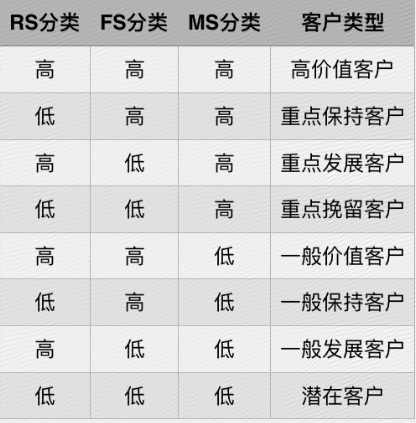 RS分类 FS分类 MS分类 客户类型
高 高 高 高价值客户
低 高 高 重点保持客户
高 低 高 重点发展客户
低 低 高 重点挽留客户
高 高 低 一般价值客户
低 高 低 一般保持客户
高 低 低 一般发展客户
低 低 低 潜在客户